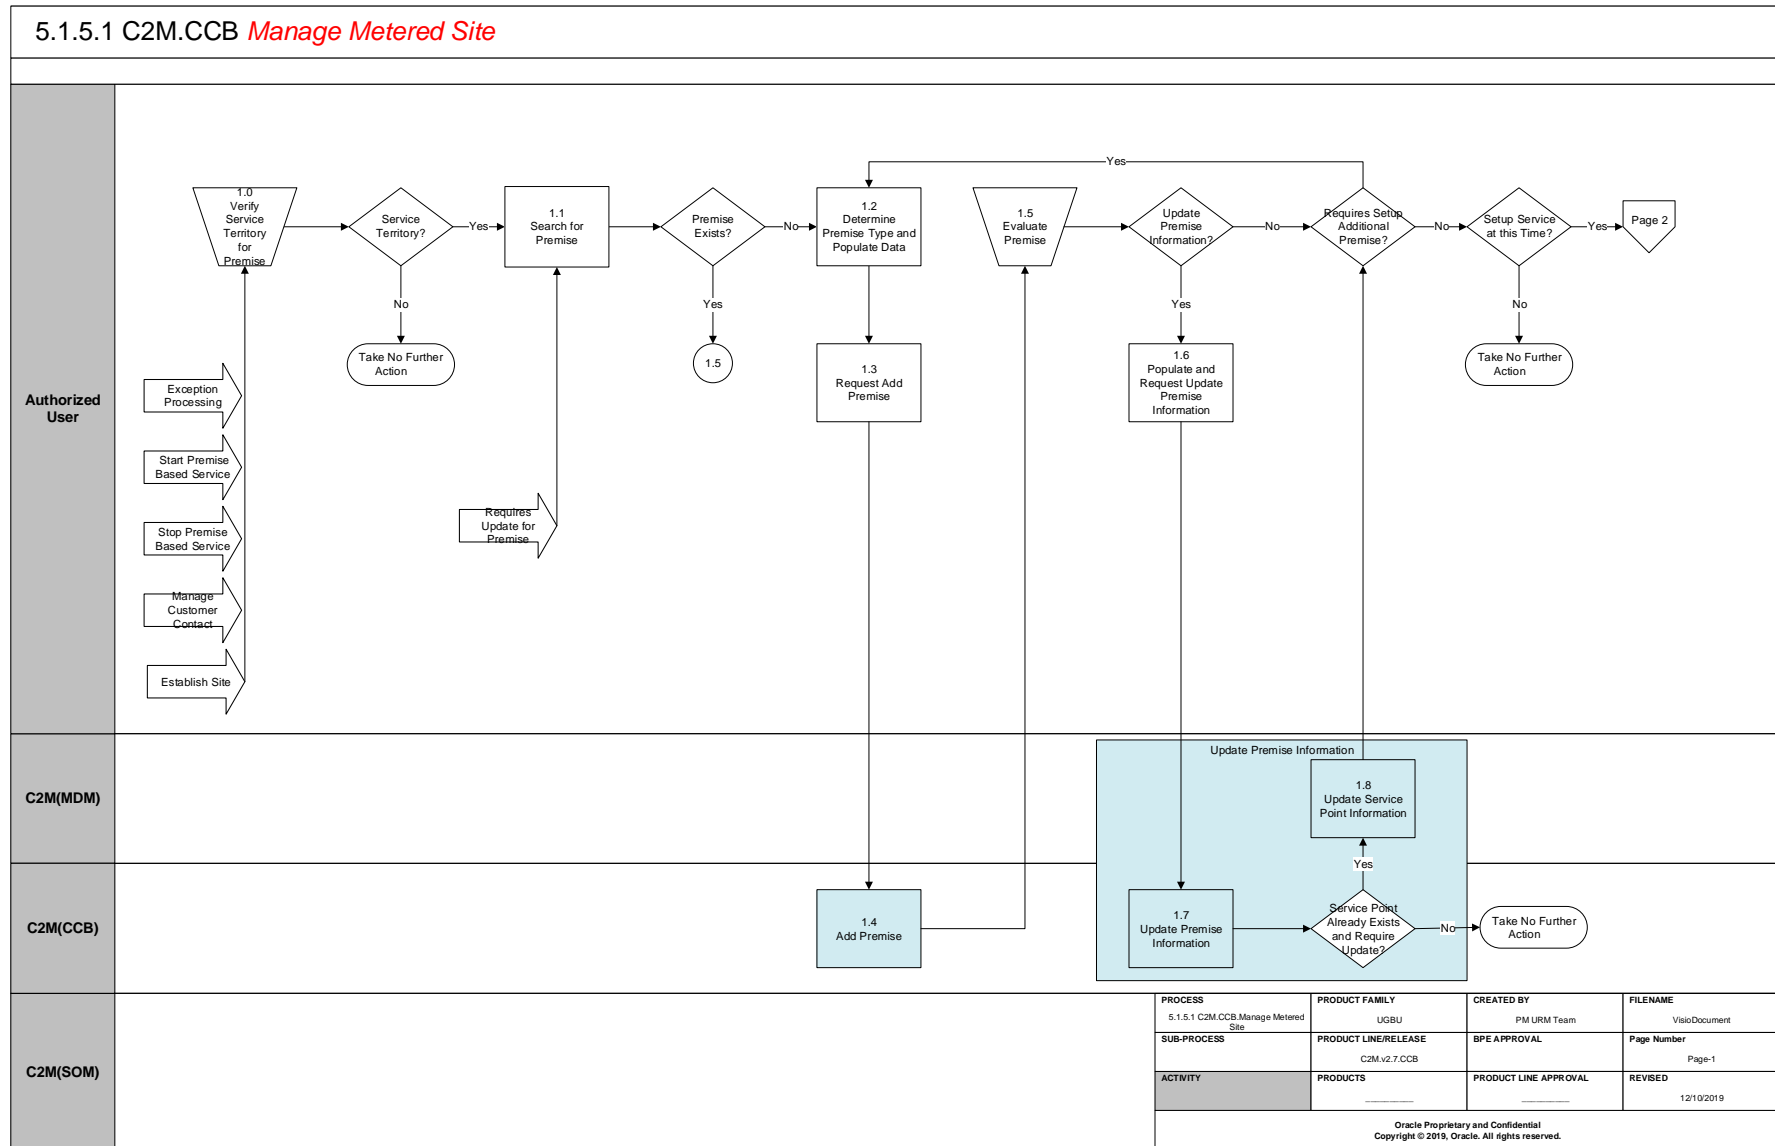 5.1.5.1 C2M.CCB Manage Metered Site
Authorized
User
1.0
Verify
Service
Territory
for
Premise
Service
Territory?
Yes
No
Take No Further
Action
1.1
Search for
Premise
Premise
Exists?
No
Yes
1.5
1.2
Determine
Premise Type and
Populate Data
1.3
Request Add
Premise
Yes
1.5
Evaluate
Premise
Update
Premise
Information?
No
Yes
1.6
Populate and
Request Update
Premise
Information
Requires Setup
Additional
Premise?
No
Setup Service
at this Time?
Yes
Page 2
No
Take No Further
Action
Exception
Processing
Start Premise
Based Service
Stop Premise
Based Service
Manage
Customer
Contact
Establish Site
Requires
Update for
Premise
C2M(MDM)
Update Premise Information
1.8
Update Service
Point Information
Yes
C2M(CCB)
1.4
Add Premise
1.7
Update Premise
Information
Service Point
Already Exists
and Require
Update?
No
Take No Further
Action
C2M(SOM)
PROCESS
5.1.5.1 C2M.CCB.Manage Metered
Site
PRODUCT FAMILY
UGBU
CREATED BY
PM URM Team
FILENAME
VisioDocument
SUB-PROCESS
PRODUCT LINE/RELEASE
C2M.v2.7.CCB
BPE APPROVAL
Page Number
Page-1
ACTIVITY
PRODUCTS
PRODUCT LINE APPROVAL
REVISED
12/10/2019
Oracle Proprietary and Confidential
Copyright © 2019, Oracle. All rights reserved.